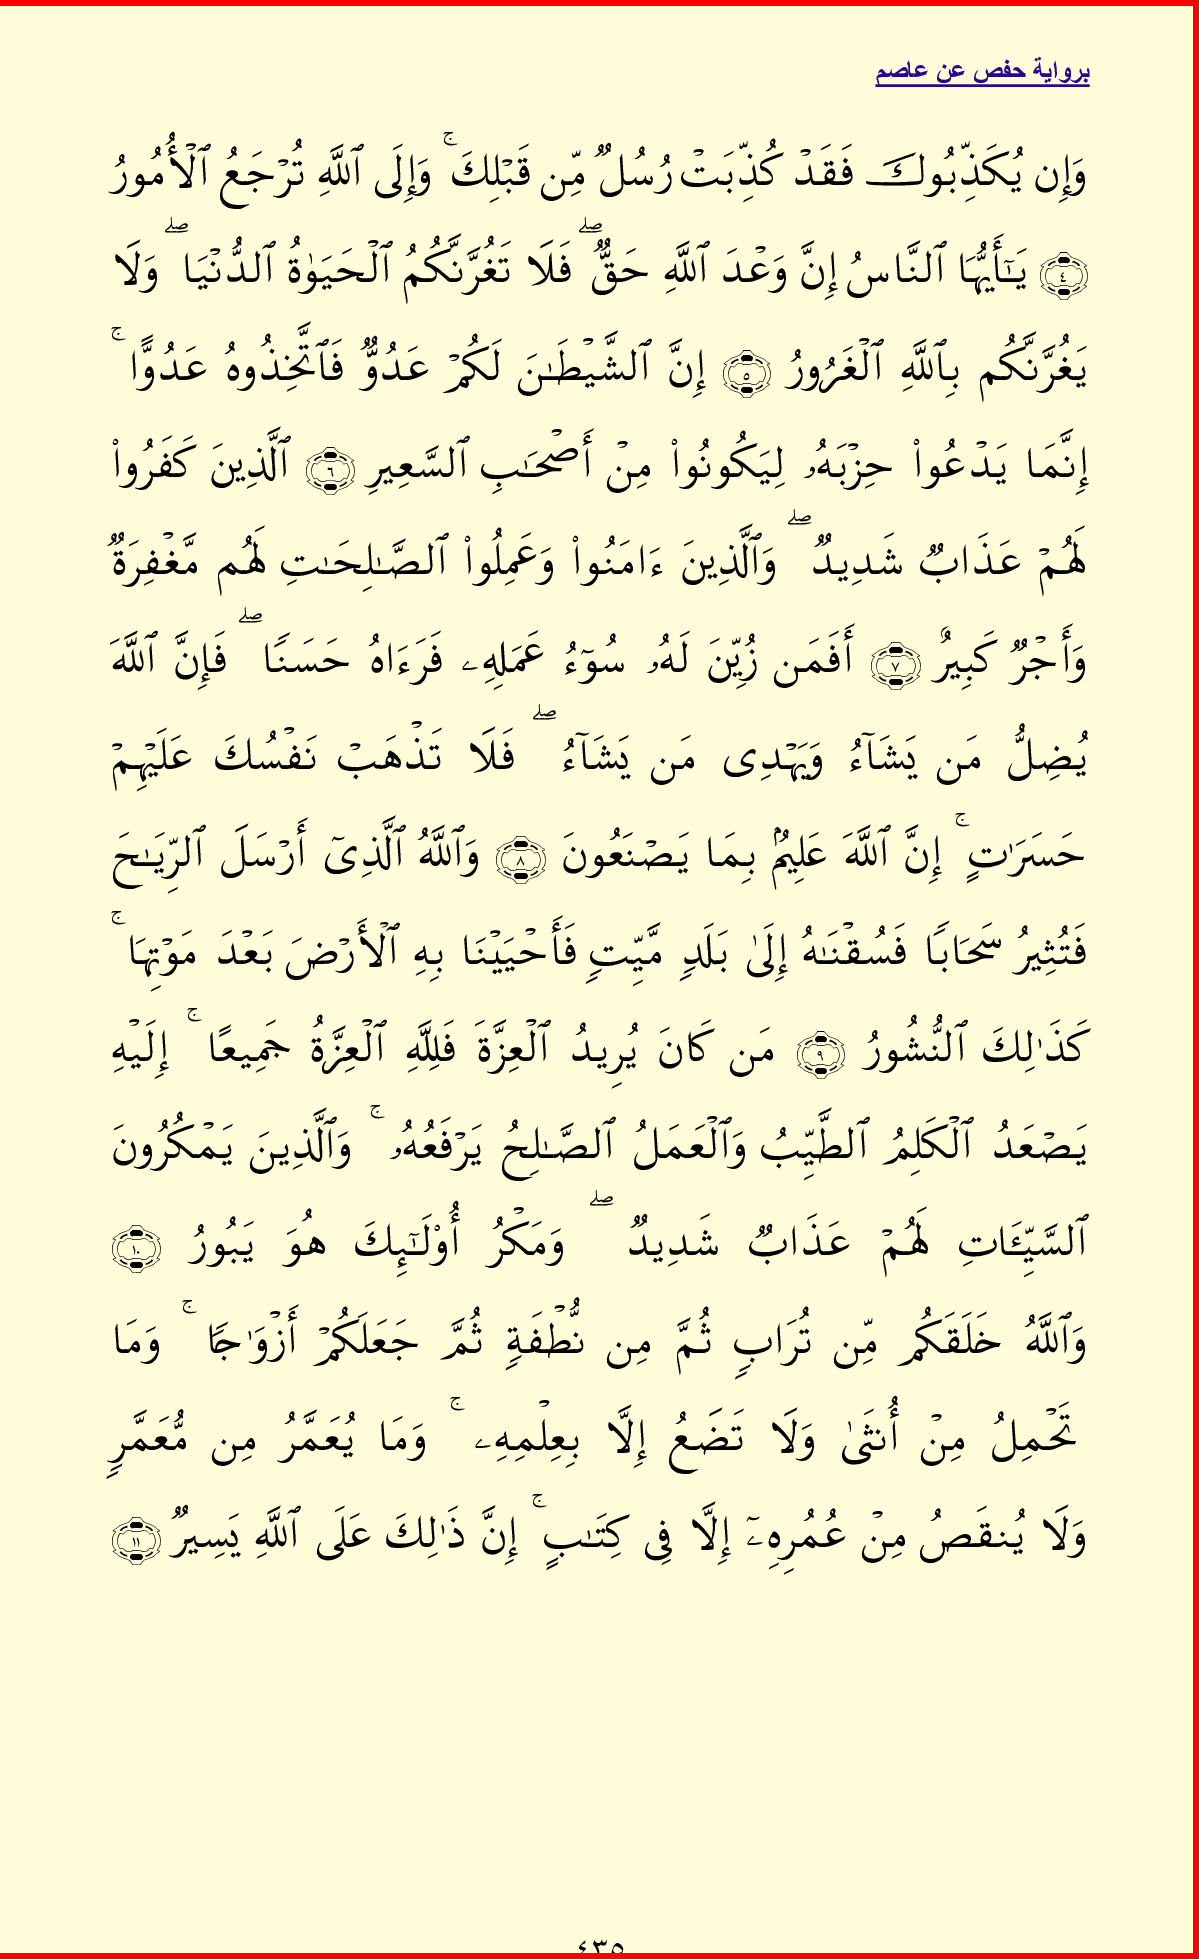 برواية حفص عن عاصم
وَإِن يُكَذِّبُوكَ فَقَدۡ كُذِّبَتۡ رُسُلٞ مِّن قَبۡلِكَۚ وَإِلَى ٱللَّهِ تُرۡجَعُ ٱلۡأُمُورُ
٤ يَٰٓأَيُّهَا ٱلنَّاسُ إِنَّ وَعۡدَ ٱللَّهِ حَقّٞۖ فَلَا تَغُرَّنَّكُمُ ٱلۡحَيَوٰةُ ٱلدُّنۡيَاۖ وَلَا
يَغُرَّنَّكُم بِٱللَّهِ ٱلۡغَرُورُ ٥ إِنَّ ٱلشَّيۡطَٰنَ لَكُمۡ عَدُوّٞ فَٱتَّخِذُوهُ عَدُوًّاۚ
إِنَّمَا يَدۡعُواْ حِزۡبَهُۥ لِيَكُونُواْ مِنۡ أَصۡحَٰبِ ٱلسَّعِيرِ ٦ ٱلَّذِينَ كَفَرُواْ
لَهُمۡ عَذَابٞ شَدِيدٞۖ وَٱلَّذِينَ ءَامَنُواْ وَعَمِلُواْ ٱلصَّٰلِحَٰتِ لَهُم مَّغۡفِرَةٞ
وَأَجۡرٞ كَبِيرٌ ٧ أَفَمَن زُيِّنَ لَهُۥ سُوٓءُ عَمَلِهِۦ فَرَءَاهُ حَسَنٗاۖ فَإِنَّ ٱللَّهَ
يُضِلُّ مَن يَشَآءُ وَيَهۡدِي مَن يَشَآءُۖ فَلَا تَذۡهَبۡ نَفۡسُكَ عَلَيۡهِمۡ
حَسَرَٰتٍۚ إِنَّ ٱللَّهَ عَلِيمُۢ بِمَا يَصۡنَعُونَ ٨ وَٱللَّهُ ٱلَّذِيٓ أَرۡسَلَ ٱلرِّيَٰحَ
فَتُثِيرُ سَحَابٗا فَسُقۡنَٰهُ إِلَىٰ بَلَدٖ مَّيِّتٖ فَأَحۡيَيۡنَا بِهِ ٱلۡأَرۡضَ بَعۡدَ مَوۡتِهَاۚ
كَذَٰلِكَ ٱلنُّشُورُ ٩ مَن كَانَ يُرِيدُ ٱلۡعِزَّةَ فَلِلَّهِ ٱلۡعِزَّةُ جَمِيعًاۚ إِلَيۡهِ
يَصۡعَدُ ٱلۡكَلِمُ ٱلطَّيِّبُ وَٱلۡعَمَلُ ٱلصَّٰلِحُ يَرۡفَعُهُۥۚ وَٱلَّذِينَ يَمۡكُرُونَ
ٱلسَّيِّـَٔاتِ لَهُمۡ عَذَابٞ شَدِيدٞۖ وَمَكۡرُ أُوْلَٰٓئِكَ هُوَ يَبُورُ ١٠
وَٱللَّهُ خَلَقَكُم مِّن تُرَابٖ ثُمَّ مِن نُّطۡفَةٖ ثُمَّ جَعَلَكُمۡ أَزۡوَٰجٗاۚ وَمَا
تَحۡمِلُ مِنۡ أُنثَىٰ وَلَا تَضَعُ إِلَّا بِعِلۡمِهِۦۚ وَمَا يُعَمَّرُ مِن مُّعَمَّرٖ
وَلَا يُنقَصُ مِنۡ عُمُرِهِۦٓ إِلَّا فِي كِتَٰبٍۚ إِنَّ ذَٰلِكَ عَلَى ٱللَّهِ يَسِيرٞ ١١
٤٣٥